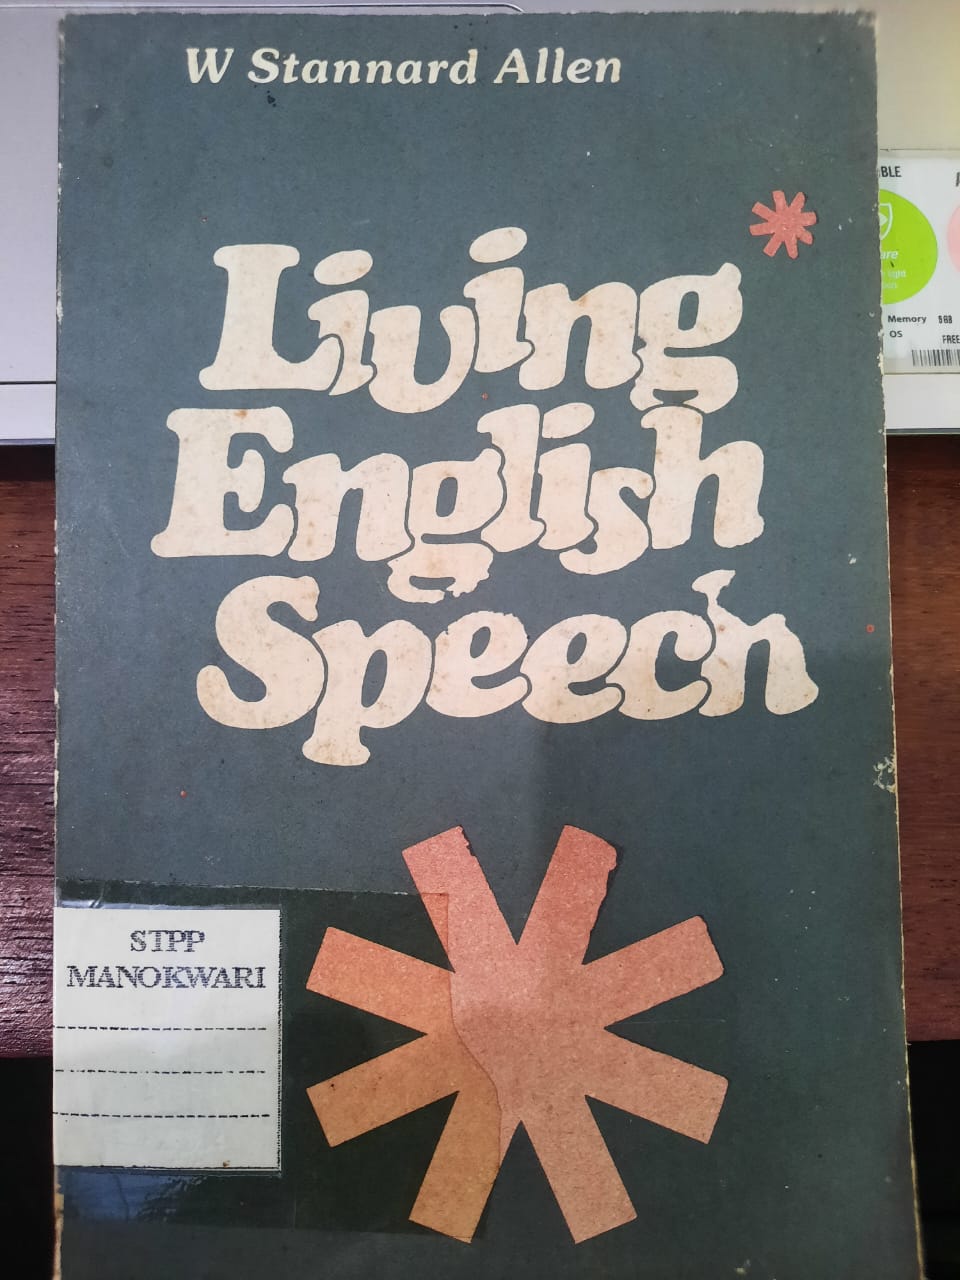 W Stannard Allen
Living
English
Speech
STPP
MANOKWARI
Memory
OS
FREE